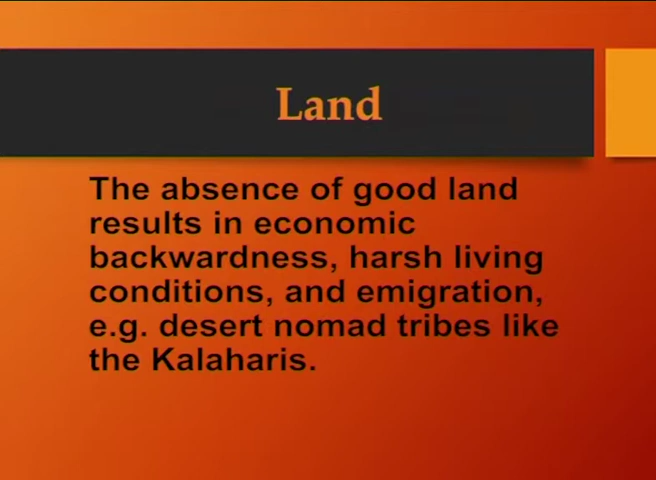 Land
The absence of good land
results in economic
backwardness, harsh living
conditions, and emigration,
e.g. desert nomad tribes like
the Kalaharis.